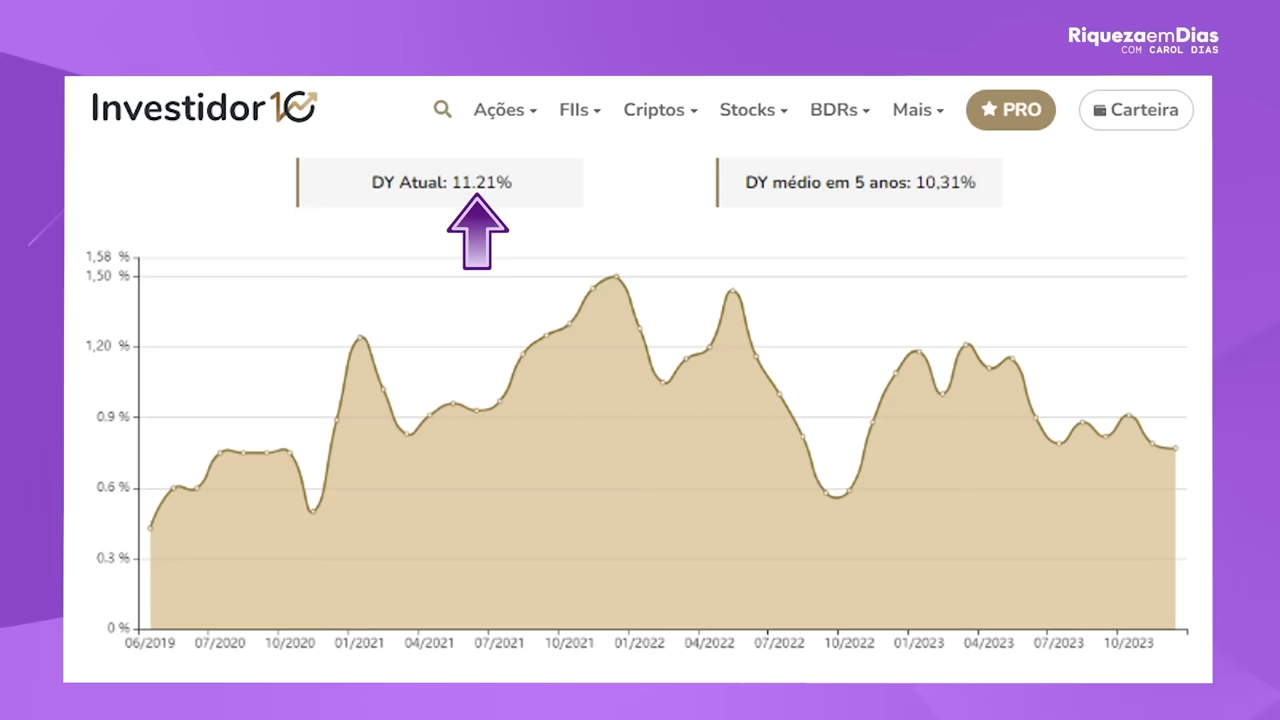 RiquezaemDias
COM CAROL DIAS
Investidor 10
Ações
FIIs
Criptos
Stocks
BDRs
Mais
PRO
Carteira
DY Atual: 11.21%
DY médio em 5 anos: 10,31%
1,58 %
1,50 %
1,20 %
0.9 %
0.6 %
0.3 %
0 %
06/2019 07/2020 10/2020 01/2021 04/2021 07/2021 10/2021 01/2022 04/2022 07/2022 10/2022 01/2023 04/2023 07/2023 10/2023